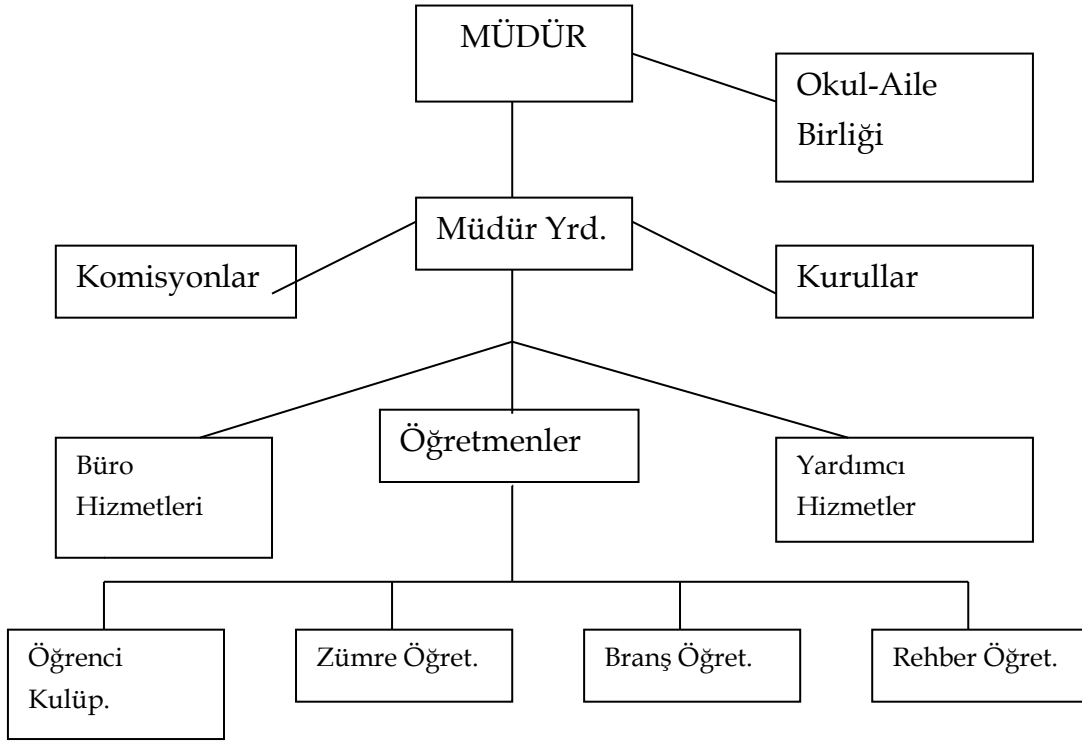 MÜDÜR
Okul-Aile
Birliği
Müdür Yrd.
Komisyonlar
Kurullar
Büro
Hizmetleri
Öğretmenler
Yardımcı
Hizmetler
Öğrenci
Kulüp.
Zümre Öğret.
Branş Öğret.
Rehber Öğret.